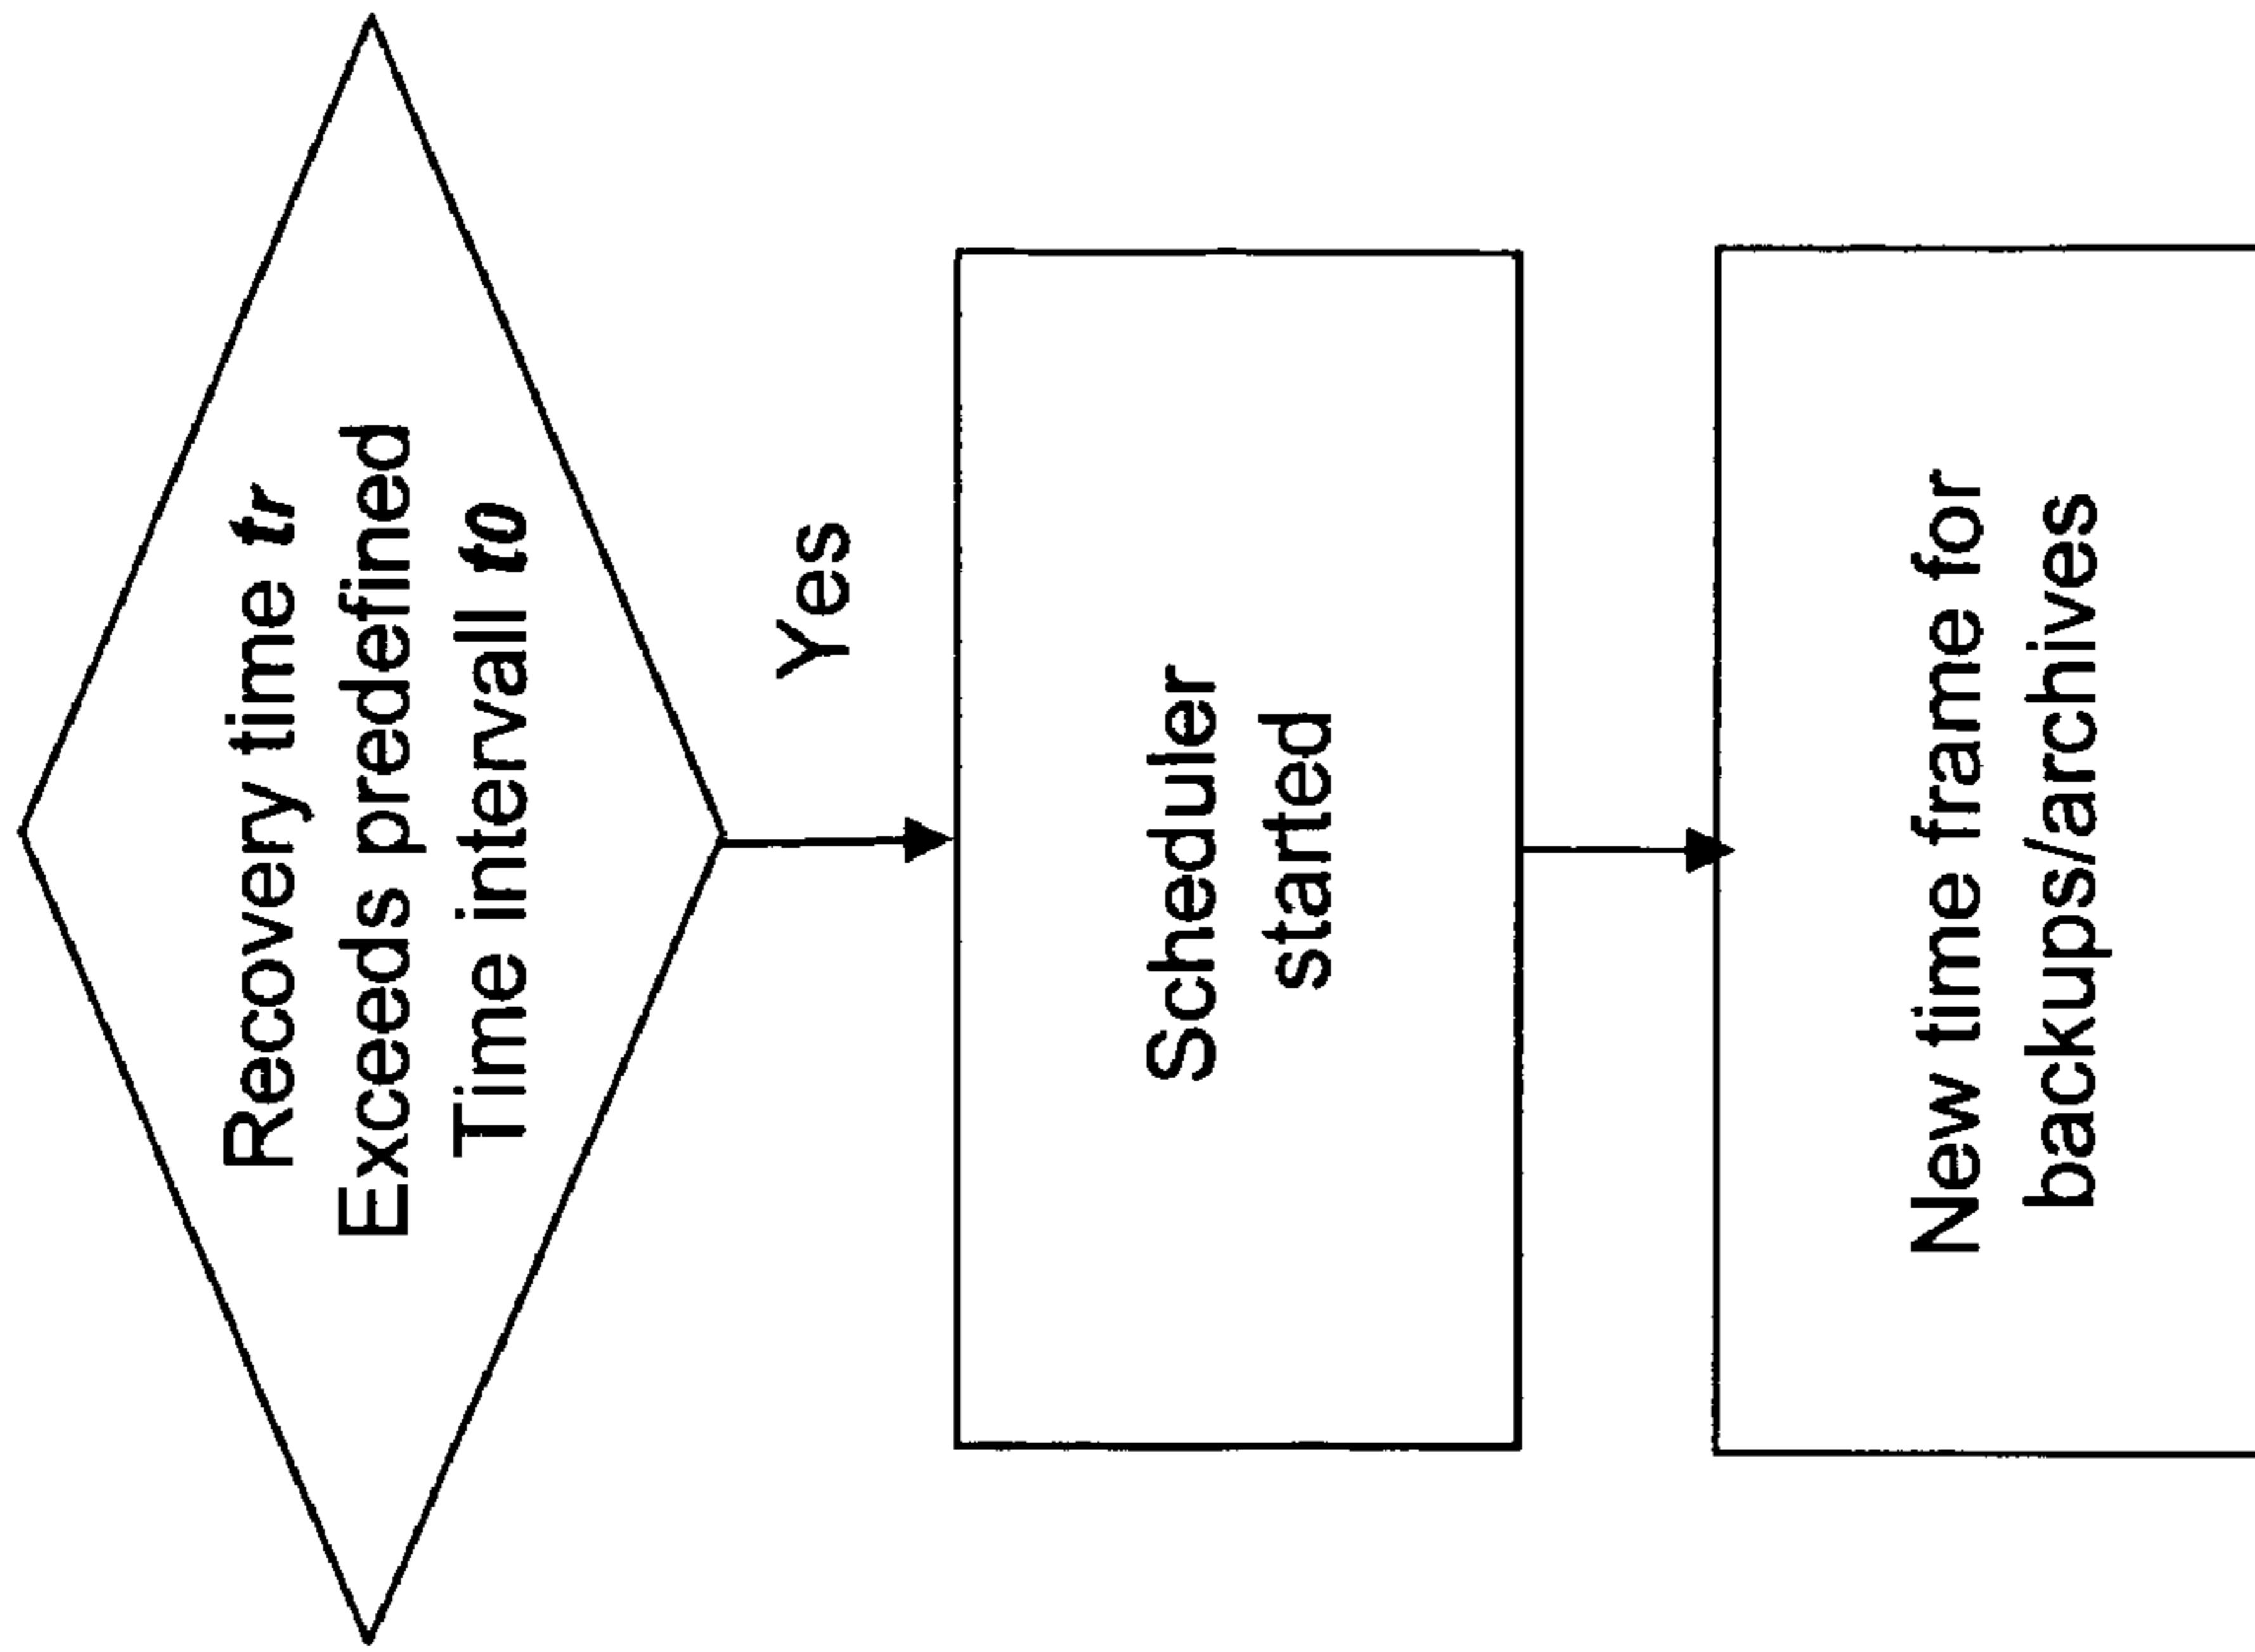 Recovery time tr
Exceeds predefined
Time intervall to
Yes
Scheduler
started
New time frame for
backups/archives